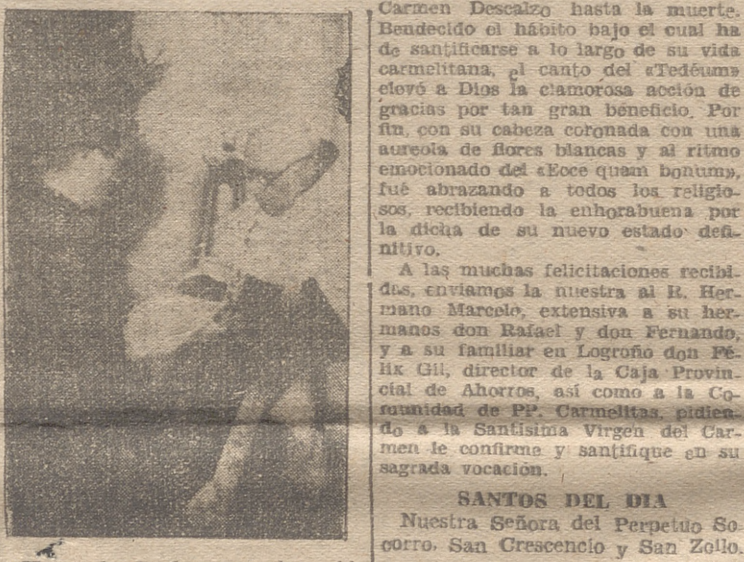 Carmen Descalzo hasta la muerte.
Bendecido el hábito bajo el cual ha
de santificarse a lo largo de su vida
carmelitana, el canto del «Tedéum»
elevó a Dios la clamorosa acción de
gracias por tan gran beneficio. Por
fin, con su cabeza coronada con una
aureola de flores blancas y al ritmo
emocionado del «Ecce quam bonum»,
fué abrazando a todos los religio-
sos, recibiendo la enhorabuena por
la dicha de su nuevo estado defi-
nitivo.
A las muchas felicitaciones recibi-
das, enviamos la nuestra al R. Her-
mano Marcelo, extensiva a su her-
manos don Rafael y don Fernando,
y a su familiar en Logroño don Fé-
lix Gil, director de la Caja Provin-
cial de Ahorros, así como a la Co-
munidad de PP. Carmelitas, pidien-
do a la Santísima Virgen del Car-
men le confirme y santifique en su
sagrada vocación.
SANTOS DEL DIA
Nuestra Señora del Perpetuo So
corro, San Crescencio y San Zoilo.